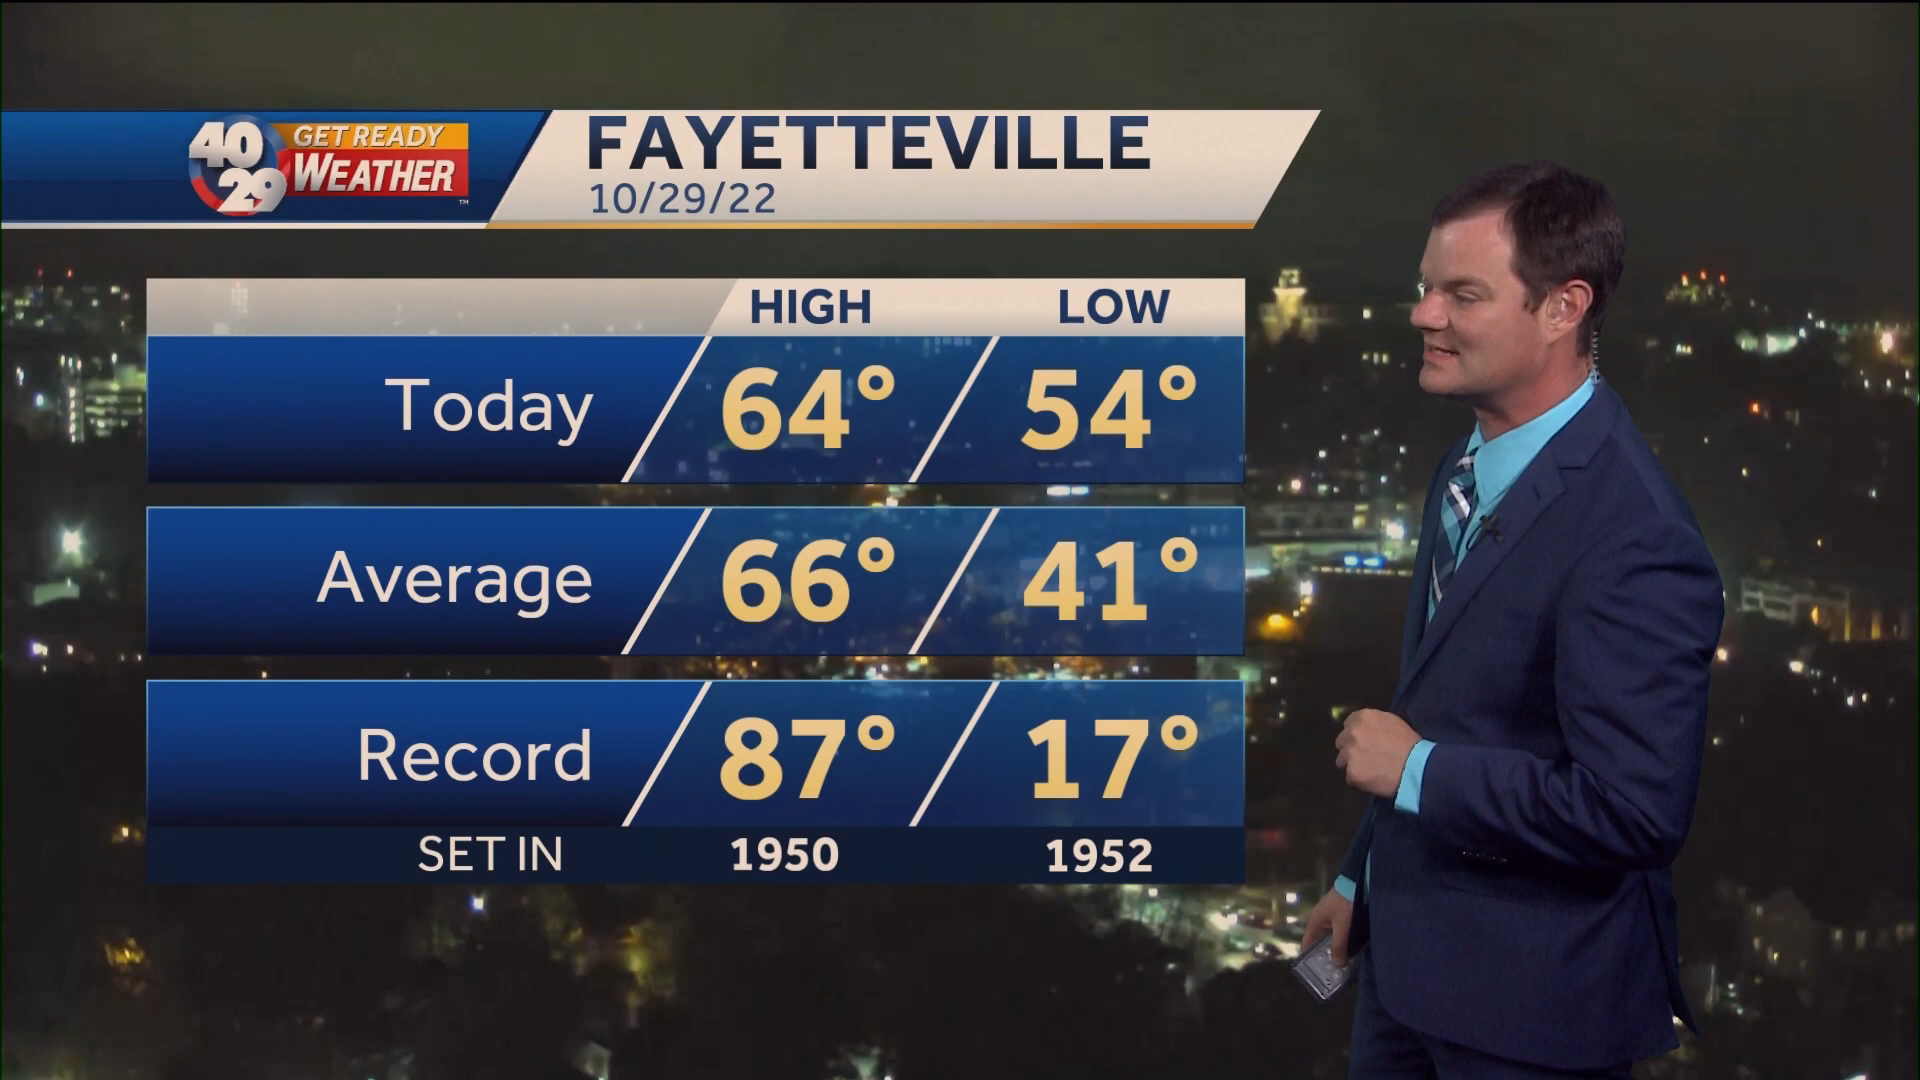 40
29
GET READY
WEATHER
™
FAYETTEVILLE
10/29/22
HIGH LOW
Today 64° 54°
Average 66° 41°
Record 87° 17°
SET IN 1950 1952